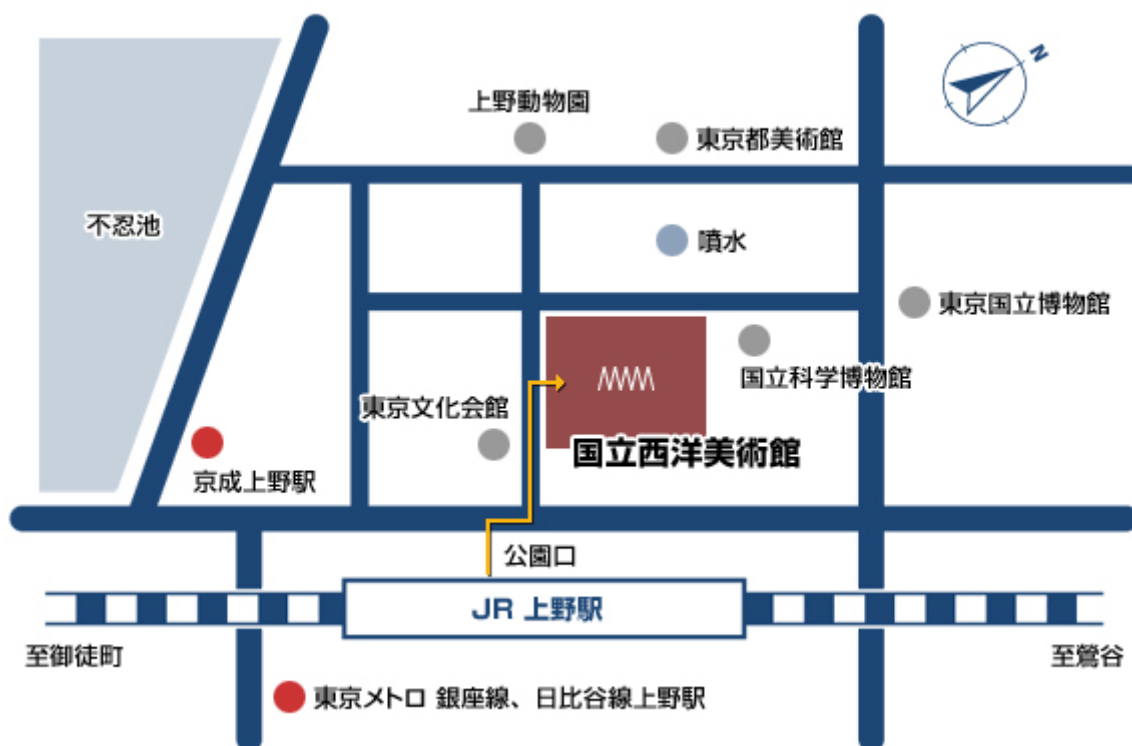 N
上野動物園
東京都美術館
不忍池
噴水
東京国立博物館
国立科学博物館
東京文化会館
国立西洋美術館
京成上野駅
公園口
JR 上野駅
至御徒町
至鶯谷
東京メトロ 銀座線、日比谷線上野駅